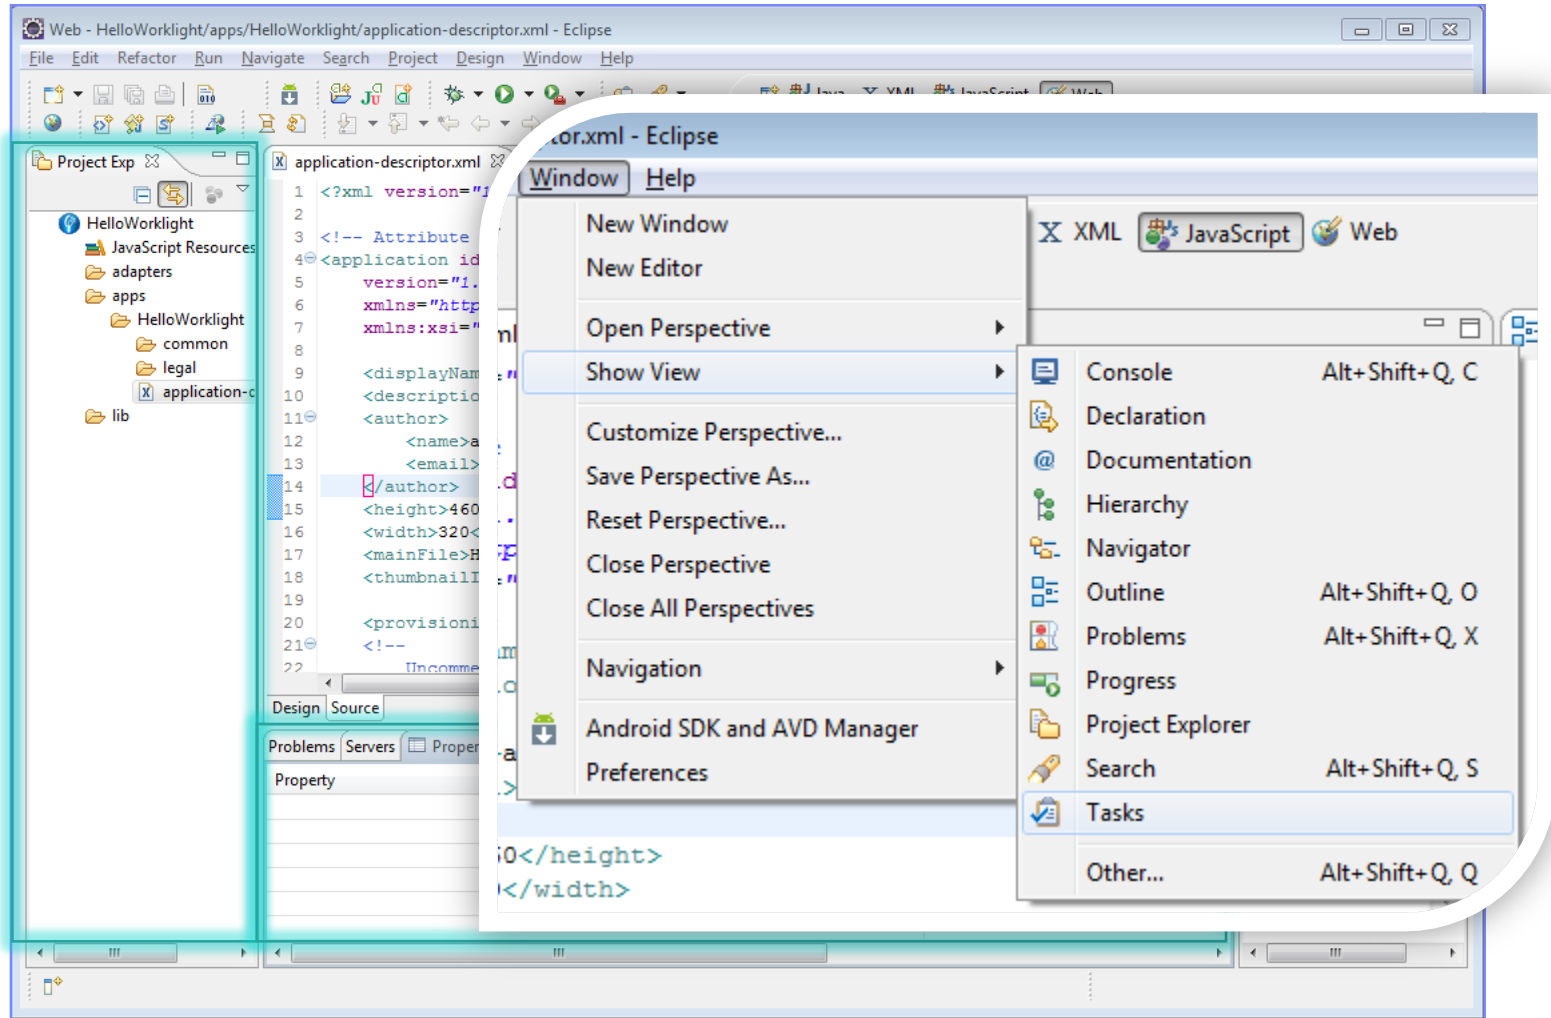 Web - HelloWorklight/apps/HelloWorklight/application-descriptor.xml - Eclipse
File Edit Refactor Run Navigate Search Project Design Window Help
Java XML JavaScript Web
Project Exp
HelloWorklight
JavaScript Resources
adapters
apps
HelloWorklight
common
legal
application-
lib
application-descriptor.xml
1 <?xml version="1
2
3 <!-- Attribute
4 <application id
5 version="1.
6 xmlns="http
7 xmlns:xsi="
8
9 <displayNam
10 <descriptio
11 <author>
12 <name>a
13 <email>
14 </author>
15 <height>460
16 <width>320<
17 <mainFile>H
18 <thumbnailI
19
20 <provisioni
21 <!--
22 Uncomme
Design Source
Problems Servers Proper
Property
tor.xml - Eclipse
Window Help
XML JavaScript Web
New Window
New Editor
Open Perspective
Show View
Customize Perspective...
Save Perspective As...
Reset Perspective...
Close Perspective
Close All Perspectives
Navigation
Android SDK and AVD Manager
Preferences
Console Alt+Shift+Q, C
Declaration
Documentation
Hierarchy
Navigator
Outline Alt+Shift+Q, O
Problems Alt+Shift+Q, X
Progress
Project Explorer
Search Alt+Shift+Q, S
Tasks
Other... Alt+Shift+Q, Q
0</height>
</width>